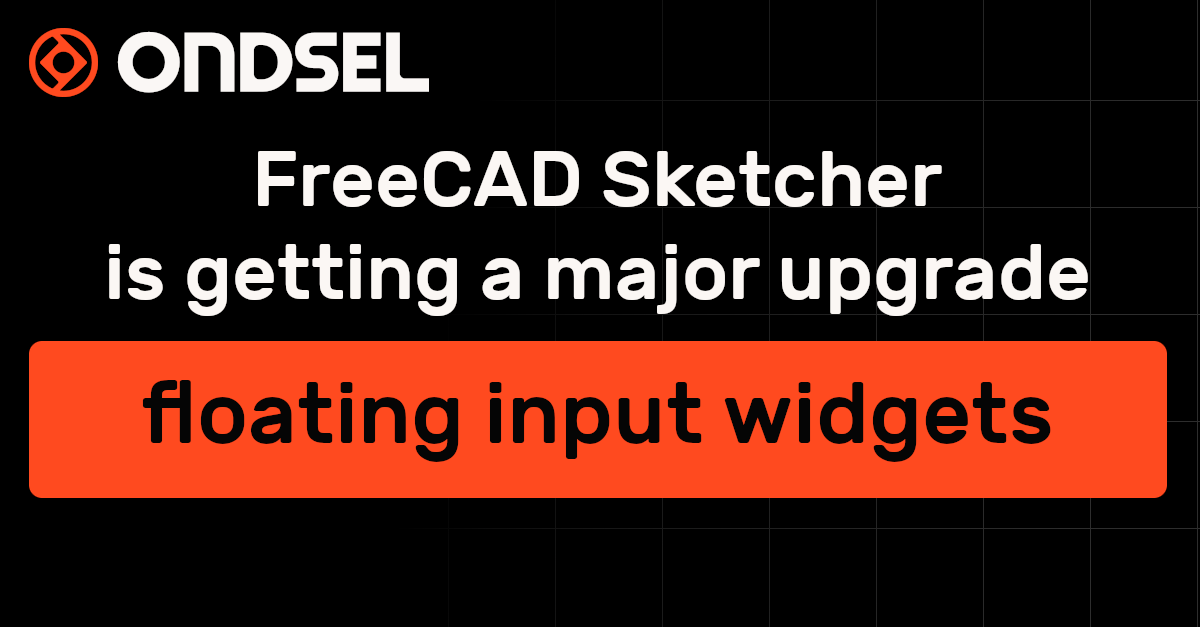 ONDSEL
FreeCAD Sketcher
is getting a major upgrade
floating input widgets